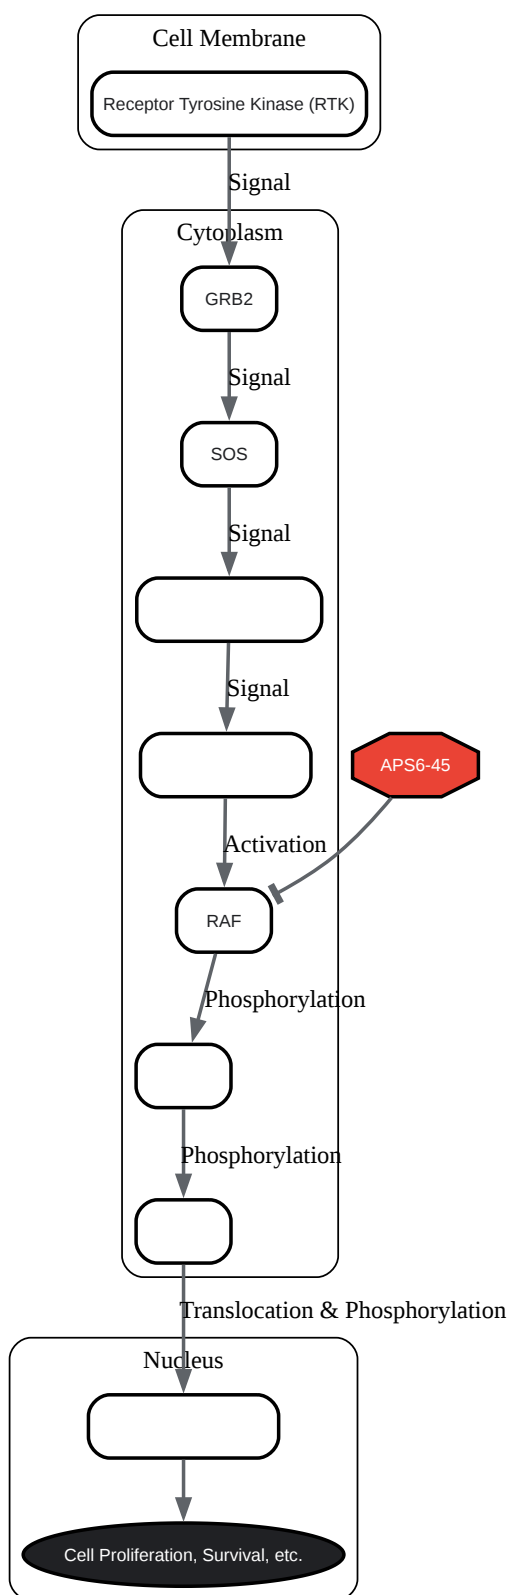 Cell Membrane
Receptor Tyrosine Kinase (RTK)
Signal
Cytoplasm
GRB2
Signal
SOS
Signal
Signal
APS6-45
Activation
RAF
Phosphorylation
Phosphorylation
Translocation & Phosphorylation
Nucleus
Cell Proliferation, Survival, etc.